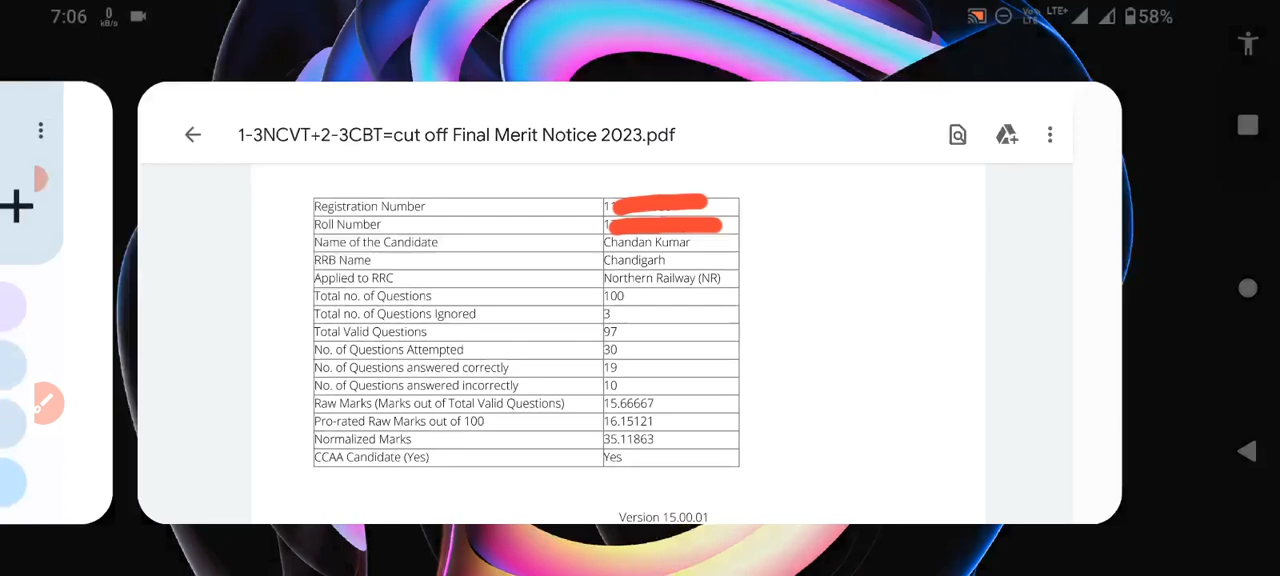 7:06 0 kB/s Vo LTE LTE+ 58%
1-3NCVT+2-3CBT=cut off Final Merit Notice 2023.pdf
Registration Number 1
Roll Number 1
Name of the Candidate Chandan Kumar
RRB Name Chandigarh
Applied to RRC Northern Railway (NR)
Total no. of Questions 100
Total no. of Questions Ignored 3
Total Valid Questions 97
No. of Questions Attempted 30
No. of Questions answered correctly 19
No. of Questions answered incorrectly 10
Raw Marks (Marks out of Total Valid Questions) 15.66667
Pro-rated Raw Marks out of 100 16.15121
Normalized Marks 35.11863
CCAA Candidate (Yes) Yes
Version 15.00.01